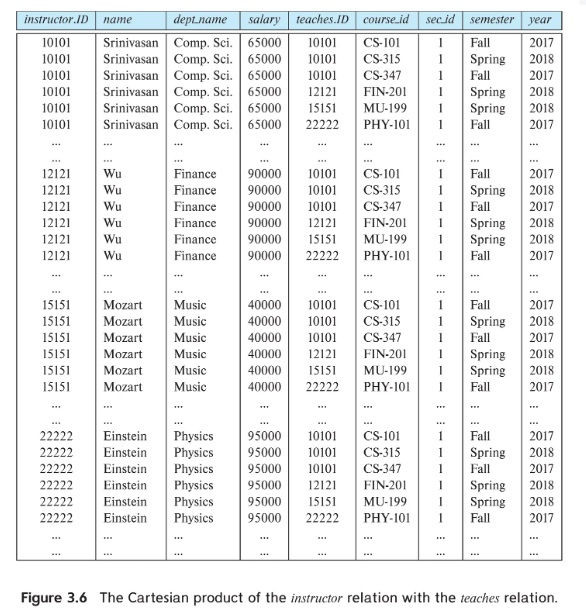 instructor.ID name dept_name salary teaches.ID course_id sec_id semester year
10101 Srinivasan Comp. Sci. 65000 10101 CS-101 1 Fall 2017
10101 Srinivasan Comp. Sci. 65000 10101 CS-315 1 Spring 2018
10101 Srinivasan Comp. Sci. 65000 10101 CS-347 1 Fall 2017
10101 Srinivasan Comp. Sci. 65000 12121 FIN-201 1 Spring 2018
10101 Srinivasan Comp. Sci. 65000 15151 MU-199 1 Spring 2018
10101 Srinivasan Comp. Sci. 65000 22222 PHY-101 1 Fall 2017
... ... ... ... ... ... ... ... ...
... ... ... ... ... ... ... ... ...
12121 Wu Finance 90000 10101 CS-101 1 Fall 2017
12121 Wu Finance 90000 10101 CS-315 1 Spring 2018
12121 Wu Finance 90000 10101 CS-347 1 Fall 2017
12121 Wu Finance 90000 12121 FIN-201 1 Spring 2018
12121 Wu Finance 90000 15151 MU-199 1 Spring 2018
12121 Wu Finance 90000 22222 PHY-101 1 Fall 2017
... ... ... ... ... ... ... ... ...
... ... ... ... ... ... ... ... ...
15151 Mozart Music 40000 10101 CS-101 1 Fall 2017
15151 Mozart Music 40000 10101 CS-315 1 Spring 2018
15151 Mozart Music 40000 10101 CS-347 1 Fall 2017
15151 Mozart Music 40000 12121 FIN-201 1 Spring 2018
15151 Mozart Music 40000 15151 MU-199 1 Spring 2018
15151 Mozart Music 40000 22222 PHY-101 1 Fall 2017
... ... ... ... ... ... ... ... ...
... ... ... ... ... ... ... ... ...
22222 Einstein Physics 95000 10101 CS-101 1 Fall 2017
22222 Einstein Physics 95000 10101 CS-315 1 Spring 2018
22222 Einstein Physics 95000 10101 CS-347 1 Fall 2017
22222 Einstein Physics 95000 12121 FIN-201 1 Spring 2018
22222 Einstein Physics 95000 15151 MU-199 1 Spring 2018
22222 Einstein Physics 95000 22222 PHY-101 1 Fall 2017
... ... ... ... ... ... ... ... ...
... ... ... ... ... ... ... ... ...
Figure 3.6 The Cartesian product of the instructor relation with the teaches relation.